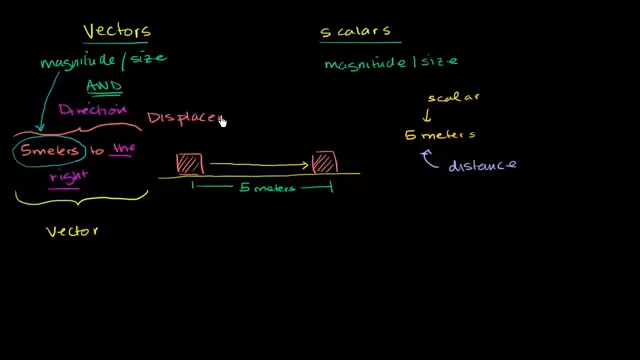 Vectors
magnitude/size
AND
Direction
5 meters to the
right
Vector
Displacem
5 meters
scalars
magnitude/size
scalar
5 meters
distance